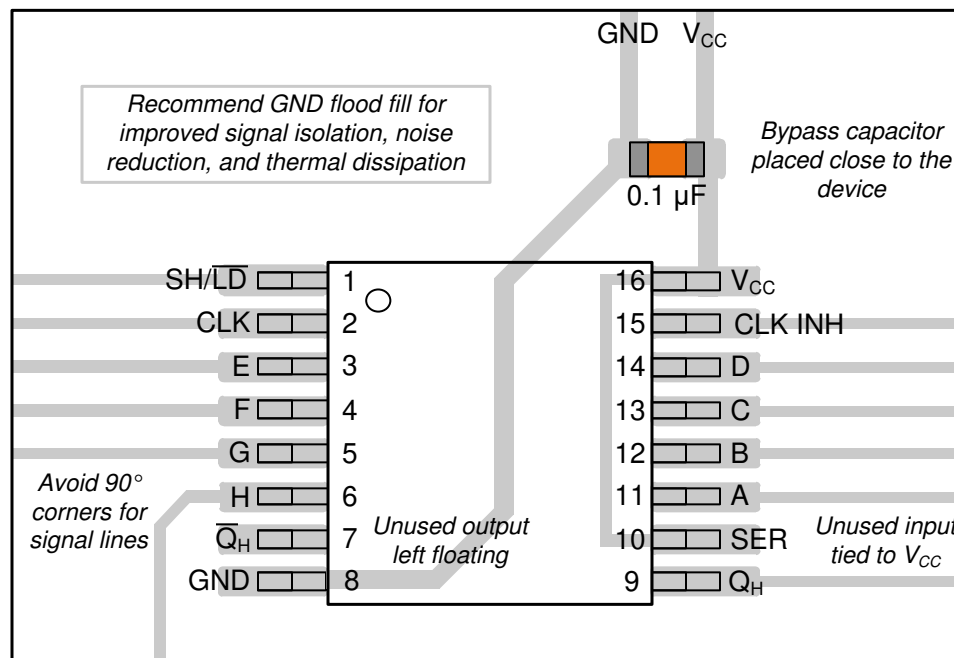 GND VCC
Recommend GND flood fill for
improved signal isolation, noise
reduction, and thermal dissipation
Bypass capacitor
placed close to the
device
0.1 µF
SH/L̅D̅ 1 16 VCC
CLK 2 15 CLK INH
E 3 14 D
F 4 13 C
G 5 12 B
H 6 11 A
Q̅H 7 10 SER
GND 8 9 QH
Avoid 90°
corners for
signal lines
Unused output
left floating
Unused input
tied to VCC